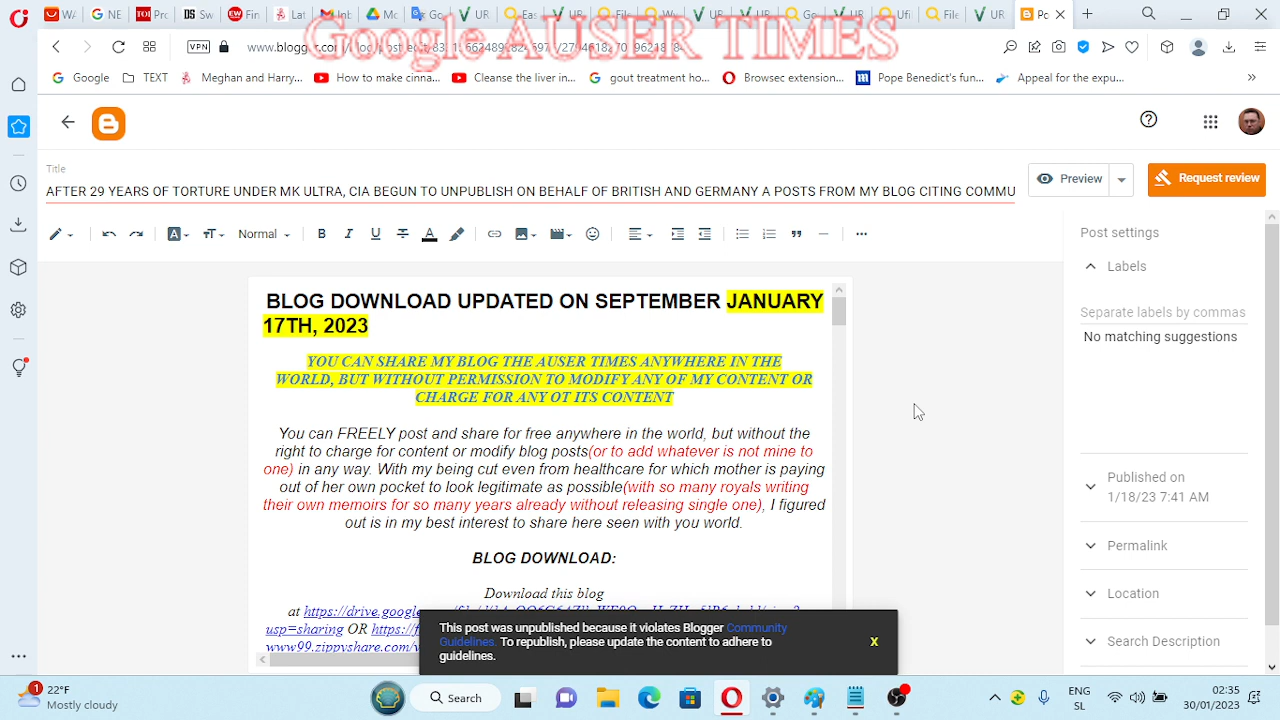 Google AUSER TIMES
VPN
Google
TEXT
Meghan and Harry...
How to make cinna...
Cleanse the liver in...
gout treatment ho...
Browsec extension...
Pope Benedict's fun...
Appeal for the expu...
Title
AFTER 29 YEARS OF TORTURE UNDER MK ULTRA, CIA BEGUN TO UNPUBLISH ON BEHALF OF BRITISH AND GERMANY A POSTS FROM MY BLOG CITING COMMU
Preview
Request review
Normal
Post settings
Labels
Separate labels by commas
No matching suggestions
Published on
1/18/23 7:41 AM
Permalink
Location
Search Description
BLOG DOWNLOAD UPDATED ON SEPTEMBER JANUARY
17TH, 2023
YOU CAN SHARE MY BLOG THE AUSER TIMES ANYWHERE IN THE
WORLD, BUT WITHOUT PERMISSION TO MODIFY ANY OF MY CONTENT OR
CHARGE FOR ANY OT ITS CONTENT
You can FREELY post and share for free anywhere in the world, but without the
right to charge for content or modify blog posts(or to add whatever is not mine to
one) in any way. With my being cut even from healthcare for which mother is paying
out of her own pocket to look legitimate as possible(with so many royals writing
their own memoirs for so many years already without releasing single one), I figured
out is in my best interest to share here seen with you world.
BLOG DOWNLOAD:
Download this blog
at https://drive.google
usp=sharing OR https://f
www99.zippyshare.com/v
This post was unpublished because it violates Blogger Community
Guidelines. To republish, please update the content to adhere to
guidelines.
X
1
22°F
Mostly cloudy
Search
ENG
SL
05:35
30/01/2023